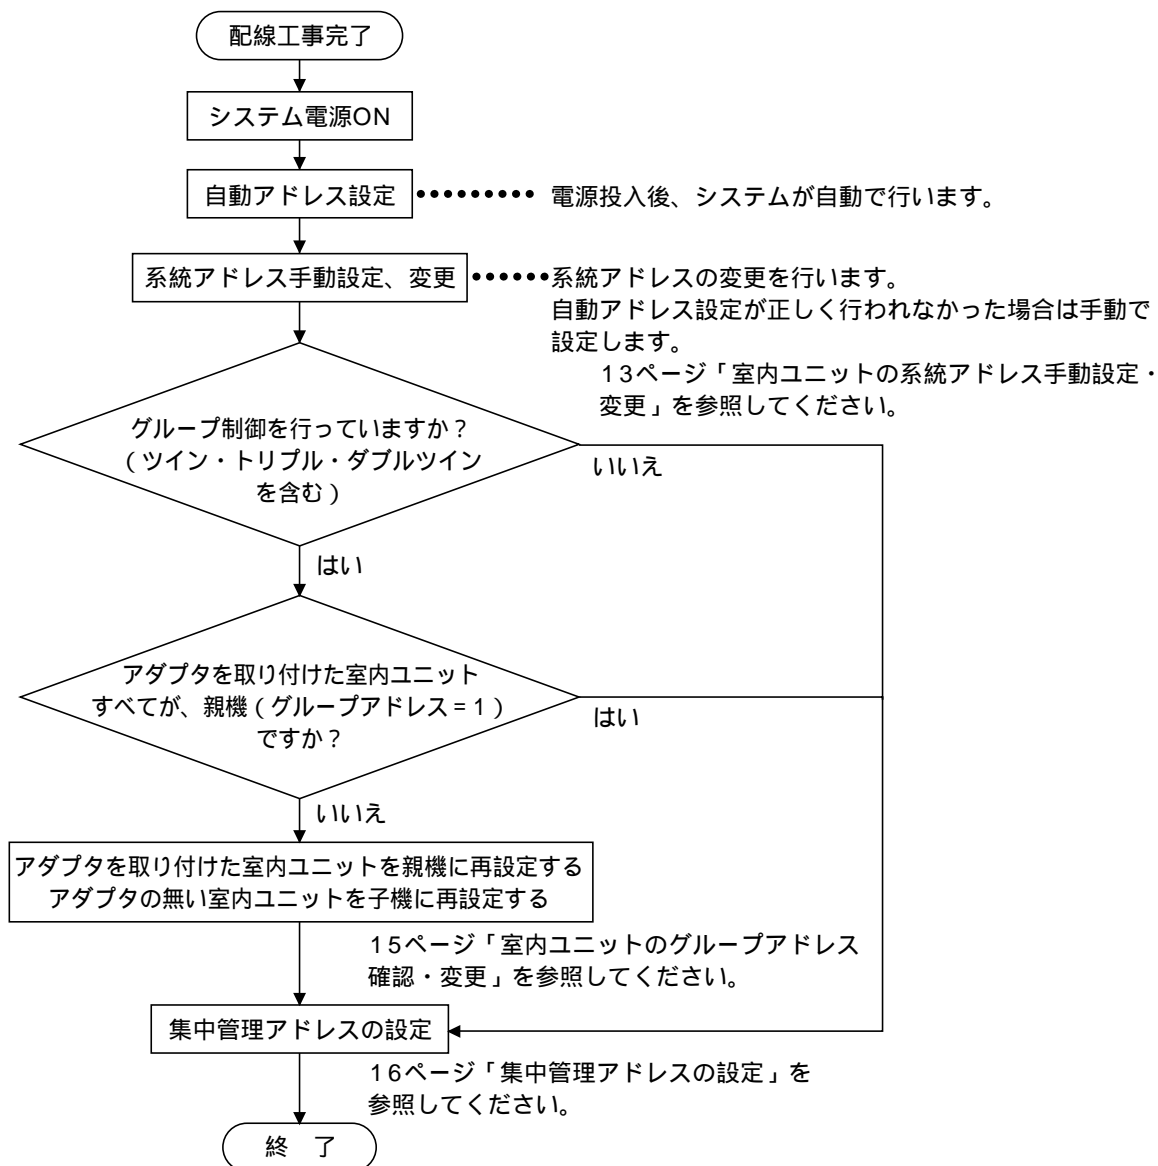 配線工事完了
システム電源ON
自動アドレス設定
電源投入後、システムが自動で行います。
系統アドレス手動設定、変更
系統アドレスの変更を行います。
自動アドレス設定が正しく行われなかった場合は手動で
設定します。
13ページ「室内ユニットの系統アドレス手動設定・
変更」を参照してください。
グループ制御を行っていますか？
（ツイン・トリプル・ダブルツイン
を含む）
いいえ
はい
アダプタを取り付けた室内ユニット
すべてが、親機（グループアドレス＝1）
ですか？
はい
いいえ
アダプタを取り付けた室内ユニットを親機に再設定する
アダプタの無い室内ユニットを子機に再設定する
15ページ「室内ユニットのグループアドレス
確認・変更」を参照してください。
集中管理アドレスの設定
16ページ「集中管理アドレスの設定」を
参照してください。
終 了